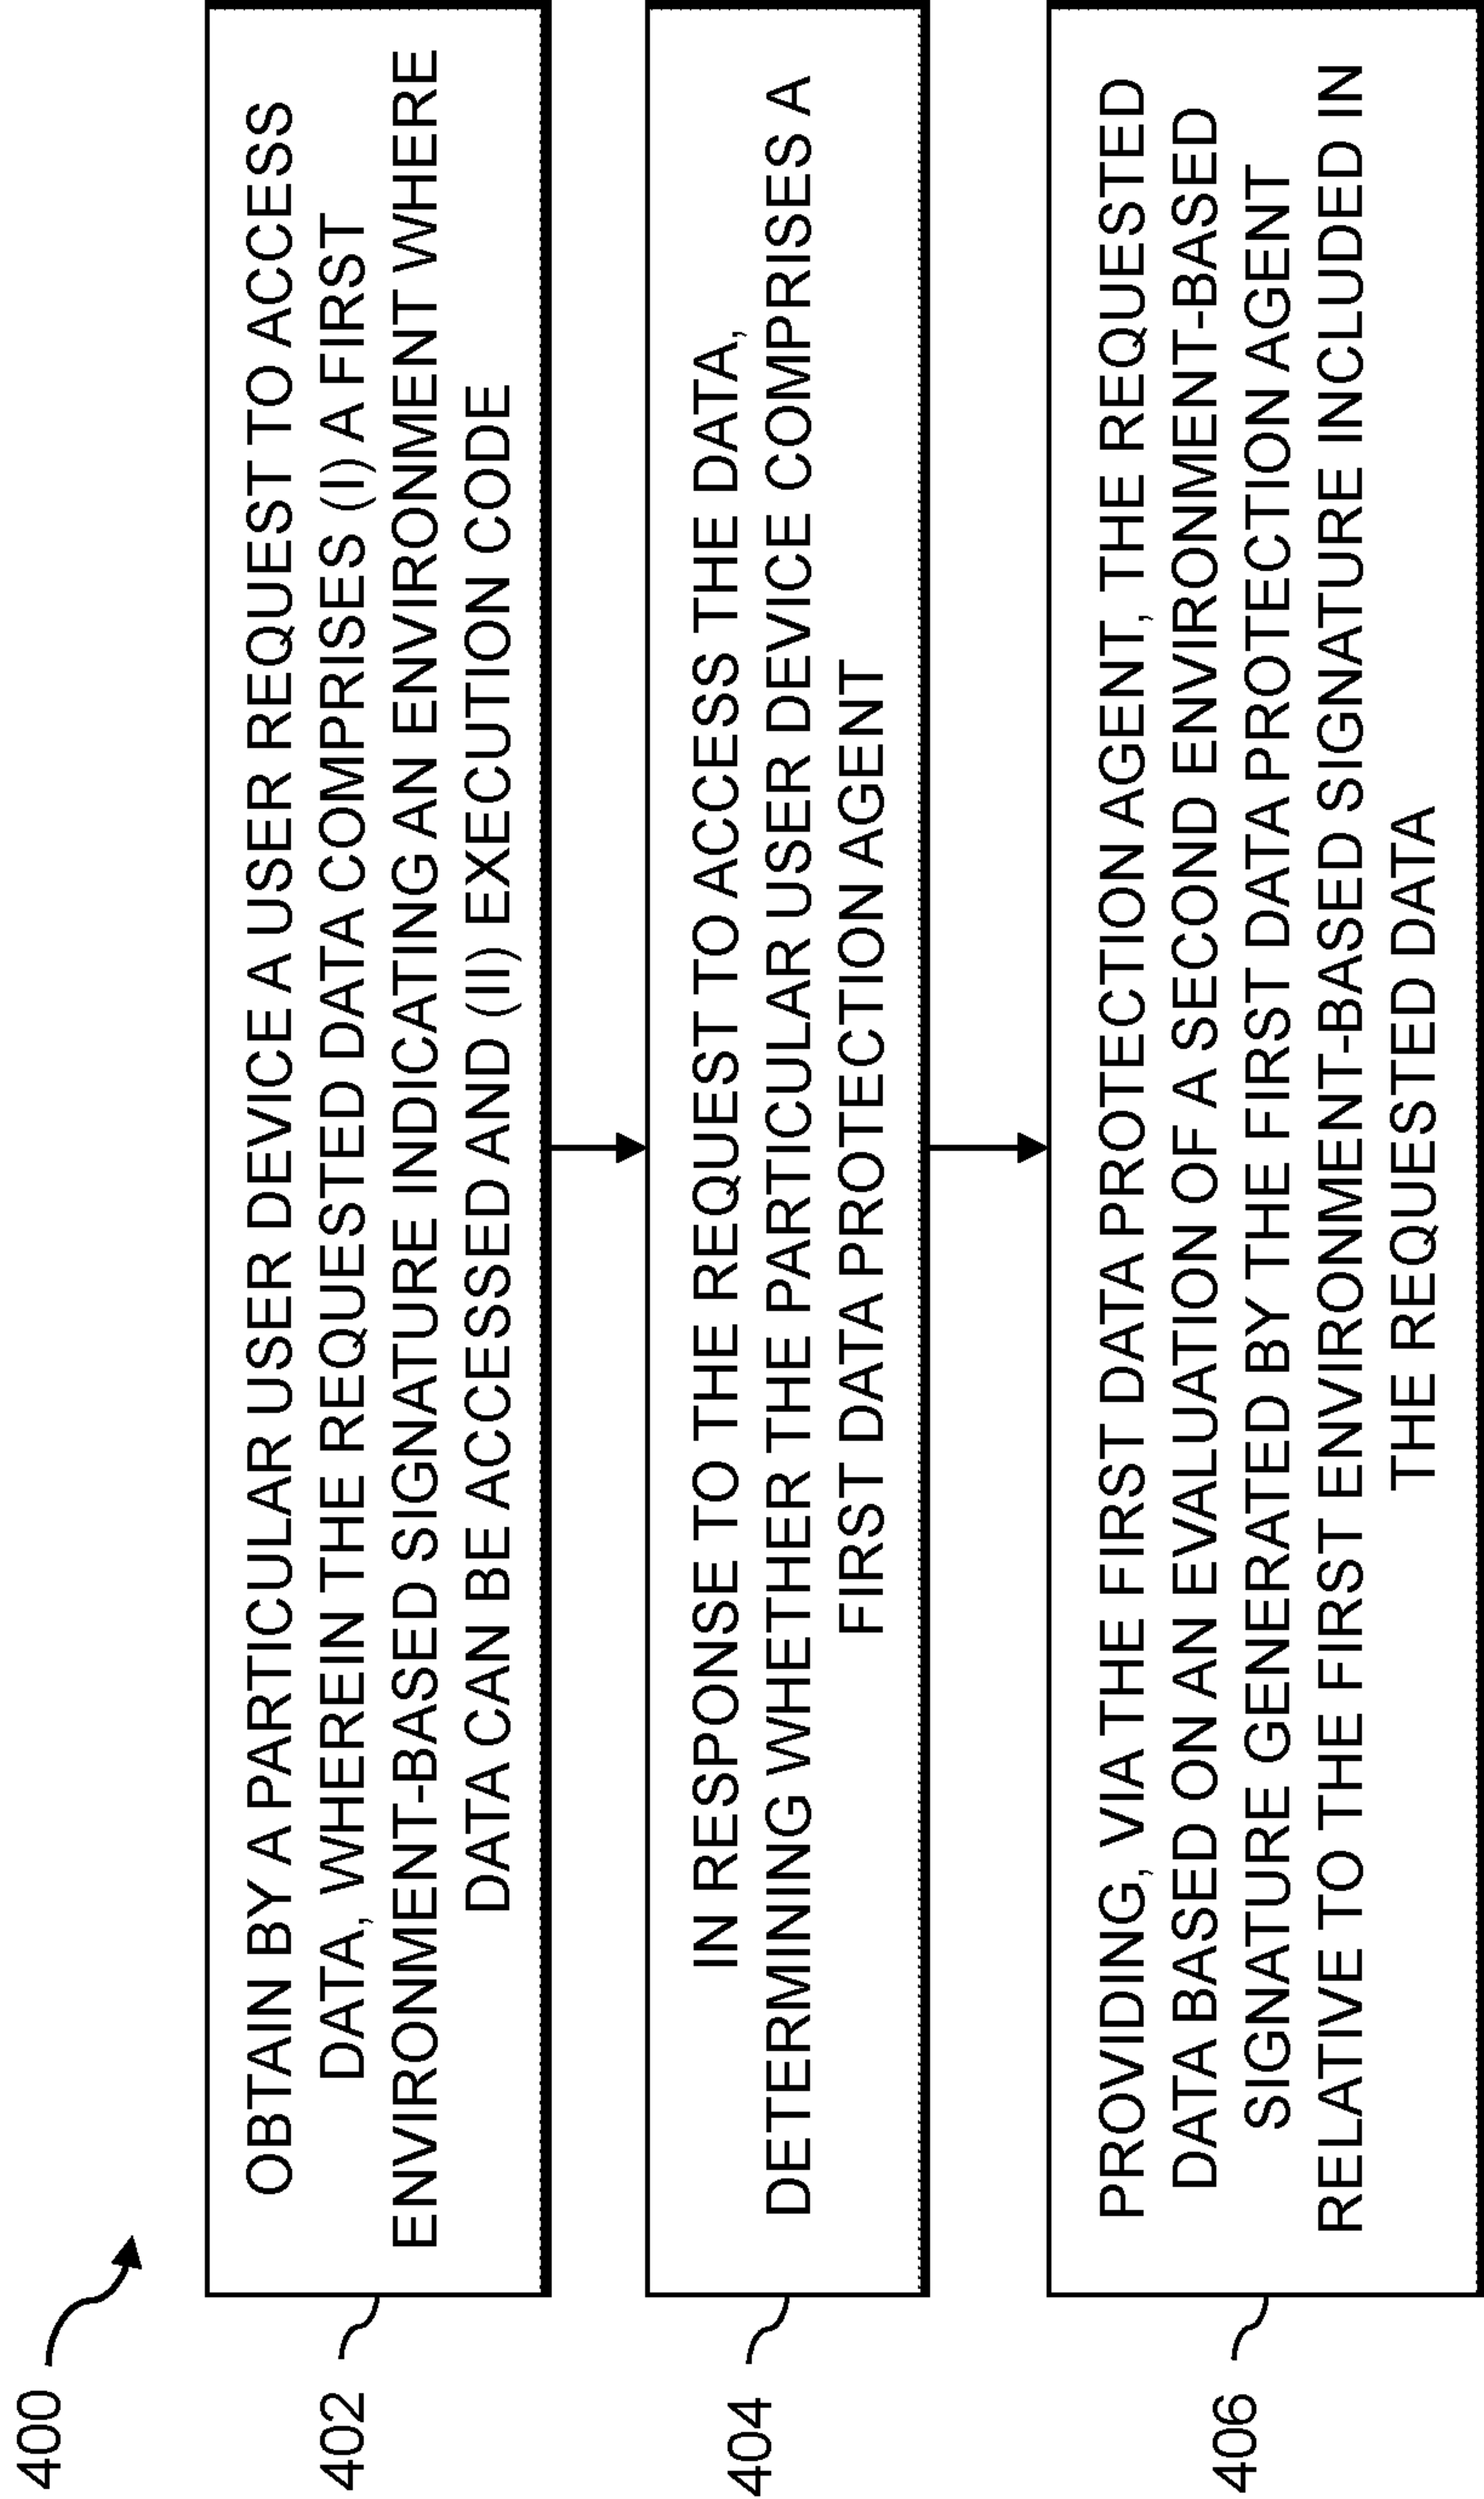 400
402
OBTAIN BY A PARTICULAR USER DEVICE A USER REQUEST TO ACCESS
DATA, WHEREIN THE REQUESTED DATA COMPRISES (I) A FIRST
ENVIRONMENT-BASED SIGNATURE INDICATING AN ENVIRONMENT WHERE
DATA CAN BE ACCESSED AND (II) EXECUTION CODE
404
IN RESPONSE TO THE REQUEST TO ACCESS THE DATA,
DETERMINING WHETHER THE PARTICULAR USER DEVICE COMPRISES A
FIRST DATA PROTECTION AGENT
406
PROVIDING, VIA THE FIRST DATA PROTECTION AGENT, THE REQUESTED
DATA BASED ON AN EVALUATION OF A SECOND ENVIRONMENT-BASED
SIGNATURE GENERATED BY THE FIRST DATA PROTECTION AGENT
RELATIVE TO THE FIRST ENVIRONMENT-BASED SIGNATURE INCLUDED IN
THE REQUESTED DATA